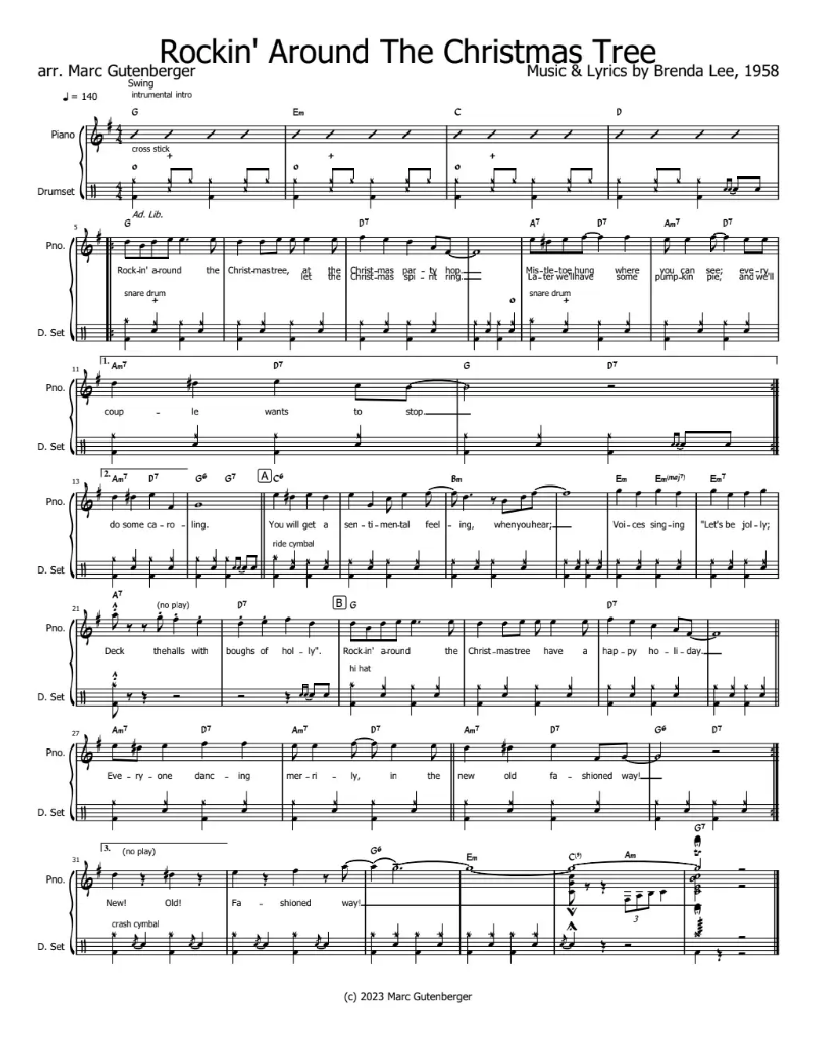 Rockin' Around The Christmas Tree
arr. Marc Gutenberger Music & Lyrics by Brenda Lee, 1958
Swing
♩ = 140 intrumental intro
G Em C D
Piano
cross stick
Drumset
Ad. Lib.
5 G D7 A7 D7 Am7 D7
Pno.
Rock-in' a-round the Christ-mas tree, at the Christ-mas par-ty hop. Mis-tle-toe hung where you can see; eve-ry
let the Christ-mas spi-rit ring. La-ter we'll have some pump-kin pie, and we'll
snare drum snare drum
D. Set
1.
11 Am7 D7 G D7
Pno.
coup - le wants to stop.
D. Set
2.
13 Am7 D7 G6 G7 A C6 Bm Em Em(maj7) Em7
Pno.
do some ca-ro-ling. You will get a sen-ti-men-tall feel-iing, when you hear; Voi-ces sing-ing "Let's be jol-ly;
ride cymbal
D. Set
21 A7 (no play) D7 B G D7
Pno.
Deck the halls with boughs of hol-ly". Rock-in' a-round the Christ-mas tree have a hap-py ho-li-day.
hi hat
D. Set
27 Am7 D7 Am7 D7 Am7 D7 G6 D7
Pno.
Eve-ry-one danc-ing mer-ri-ly, in the new old fa-shioned way!
D. Set
3.
31 (no play) G6 Em C(9) Am G7
Pno.
New! Old! Fa-shioned way!
3
crash cymbal
D. Set
(c) 2023 Marc Gutenberger